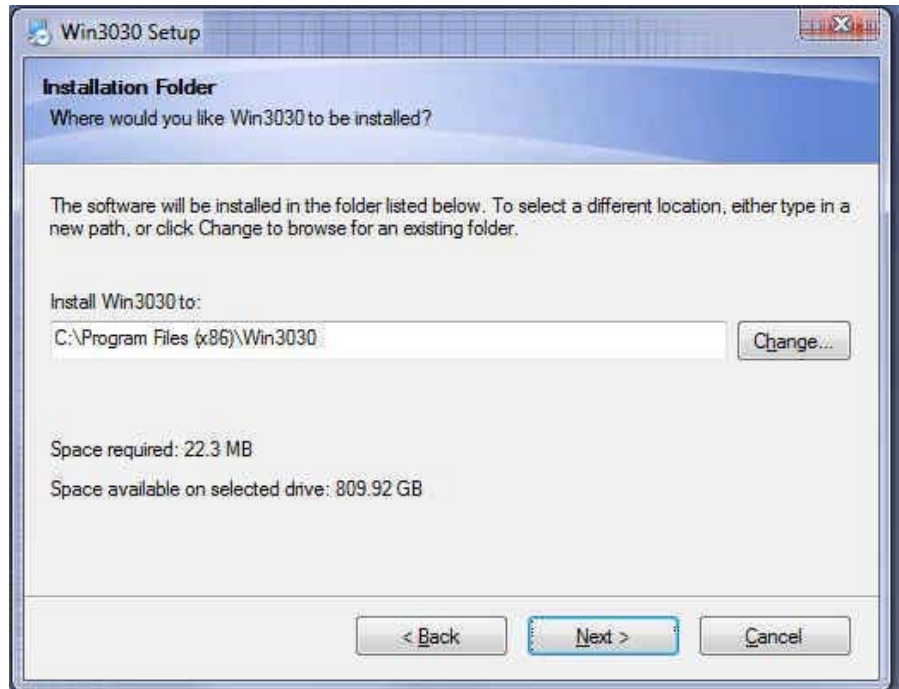 Win3030 Setup
Installation Folder
Where would you like Win3030 to be installed?
The software will be installed in the folder listed below. To select a different location, either type in a
new path, or click Change to browse for an existing folder.
Install Win3030 to:
C:\Program Files (x86)\Win3030
Change...
Space required: 22.3 MB
Space available on selected drive: 809.92 GB
< Back
Next >
Cancel